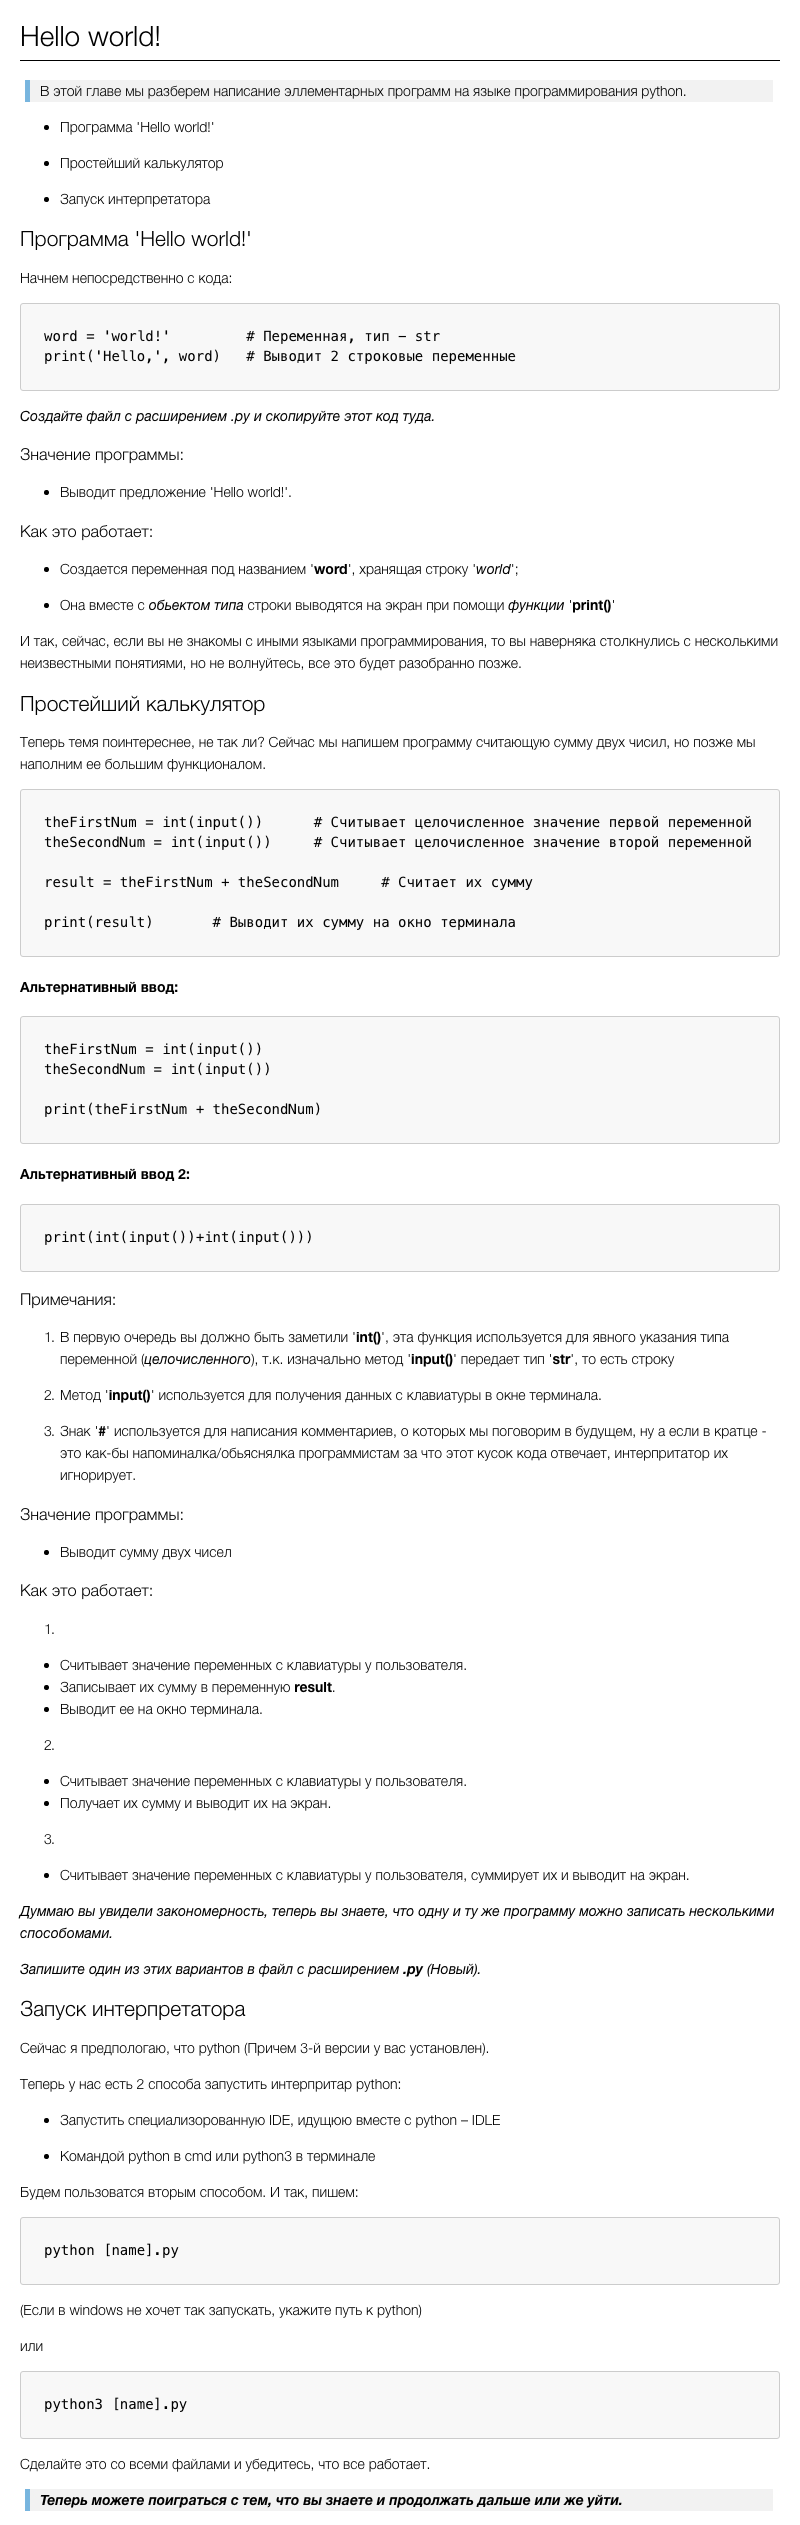 Hello world!
В этой главе мы разберем написание эллементарных программ на языке программирования python.
• Программа 'Hello world!'
• Простейший калькулятор
• Запуск интерпретатора
Программа 'Hello world!'
Начнем непосредственно с кода:
word = 'world!'         # Переменная, тип – str
print('Hello,', word)   # Выводит 2 строковые переменные
Создайте файл с расширением .py и скопируйте этот код туда.
Значение программы:
• Выводит предложение 'Hello world!'.
Как это работает:
• Создается переменная под названием 'word', хранящая строку 'world';
• Она вместе с обьектом типа строки выводятся на экран при помощи функции 'print()'
И так, сейчас, если вы не знакомы с иными языками программирования, то вы наверняка столкнулись с несколькими
неизвестными понятиями, но не волнуйтесь, все это будет разобранно позже.
Простейший калькулятор
Теперь темя поинтереснее, не так ли? Сейчас мы напишем программу считающую сумму двух чисил, но позже мы
наполним ее большим функционалом.
theFirstNum = int(input())      # Считывает целочисленное значение первой переменной
theSecondNum = int(input())     # Считывает целочисленное значение второй переменной
result = theFirstNum + theSecondNum     # Считает их сумму
print(result)       # Выводит их сумму на окно терминала
Альтернативный ввод:
theFirstNum = int(input())
theSecondNum = int(input())
print(theFirstNum + theSecondNum)
Альтернативный ввод 2:
print(int(input())+int(input()))
Примечания:
1. В первую очередь вы должно быть заметили 'int()', эта функция используется для явного указания типа
переменной (целочисленного), т.к. изначально метод 'input()' передает тип 'str', то есть строку
2. Метод 'input()' используется для получения данных с клавиатуры в окне терминала.
3. Знак '#' используется для написания комментариев, о которых мы поговорим в будущем, ну а если в кратце -
это как-бы напоминалка/обьяснялка программистам за что этот кусок кода отвечает, интерпритатор их
игнорирует.
Значение программы:
• Выводит сумму двух чисел
Как это работает:
1.
• Считывает значение переменных с клавиатуры у пользователя.
• Записывает их сумму в переменную result.
• Выводит ее на окно терминала.
2.
• Считывает значение переменных с клавиатуры у пользователя.
• Получает их сумму и выводит их на экран.
3.
• Считывает значение переменных с клавиатуры у пользователя, суммирует их и выводит на экран.
Думмаю вы увидели закономерность, теперь вы знаете, что одну и ту же программу можно записать несколькими
способомами.
Запишите один из этих вариантов в файл с расширением .py (Новый).
Запуск интерпретатора
Сейчас я предпологаю, что python (Причем 3-й версии у вас установлен).
Теперь у нас есть 2 способа запустить интерпритар python:
• Запустить специализорованную IDE, идущюю вместе с python – IDLE
• Командой python в cmd или python3 в терминале
Будем пользоватся вторым способом. И так, пишем:
python [name].py
(Если в windows не хочет так запускать, укажите путь к python)
или
python3 [name].py
Сделайте это со всеми файлами и убедитесь, что все работает.
Теперь можете поиграться с тем, что вы знаете и продолжать дальше или же уйти.